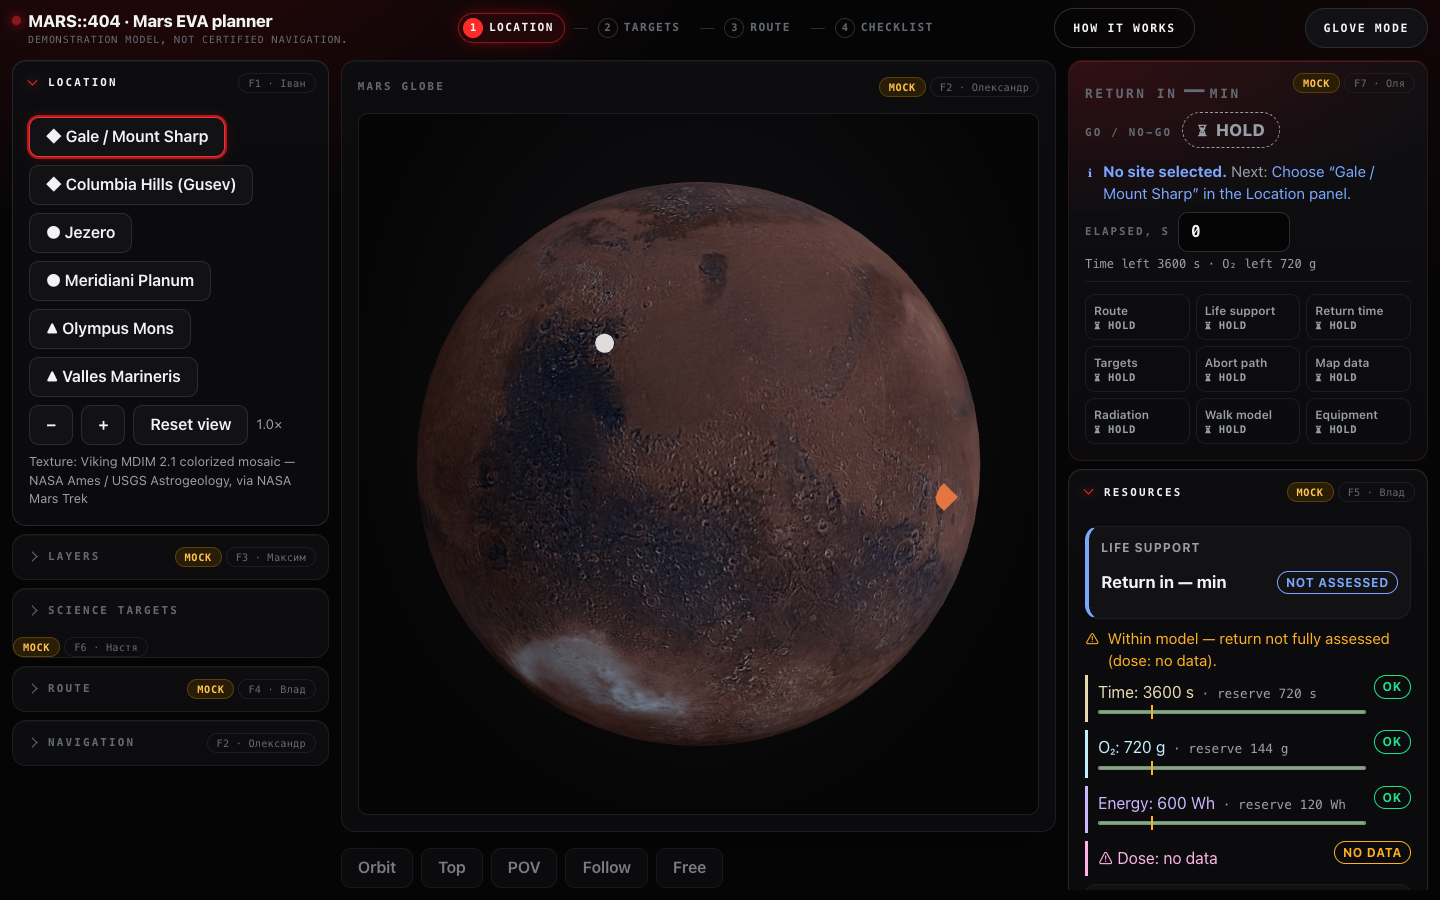 MARS::404 · Mars EVA planner
DEMONSTRATION MODEL, NOT CERTIFIED NAVIGATION.
1 LOCATION
2 TARGETS
3 ROUTE
4 CHECKLIST
HOW IT WORKS
GLOVE MODE
LOCATION
F1 · Іван
Gale / Mount Sharp
Columbia Hills (Gusev)
Jezero
Meridiani Planum
Olympus Mons
Valles Marineris
− + Reset view 1.0×
Texture: Viking MDIM 2.1 colorized mosaic —
NASA Ames / USGS Astrogeology, via NASA
Mars Trek
LAYERS MOCK F3 · Максим
SCIENCE TARGETS
MOCK F6 · Настя
ROUTE MOCK F4 · Влад
NAVIGATION F2 · Олександр
MARS GLOBE MOCK F2 · Олександр
Orbit Top POV Follow Free
MOCK F7 · Оля
RETURN IN — MIN
GO / NO-GO HOLD
No site selected. Next: Choose “Gale /
Mount Sharp” in the Location panel.
ELAPSED, S 0
Time left 3600 s · O₂ left 720 g
Route
HOLD
Life support
HOLD
Return time
HOLD
Targets
HOLD
Abort path
HOLD
Map data
HOLD
Radiation
HOLD
Walk model
HOLD
Equipment
HOLD
RESOURCES MOCK F5 · Влад
LIFE SUPPORT
Return in — min NOT ASSESSED
Within model — return not fully assessed
(dose: no data).
Time: 3600 s · reserve 720 s OK
O₂: 720 g · reserve 144 g OK
Energy: 600 Wh · reserve 120 Wh OK
Dose: no data NO DATA